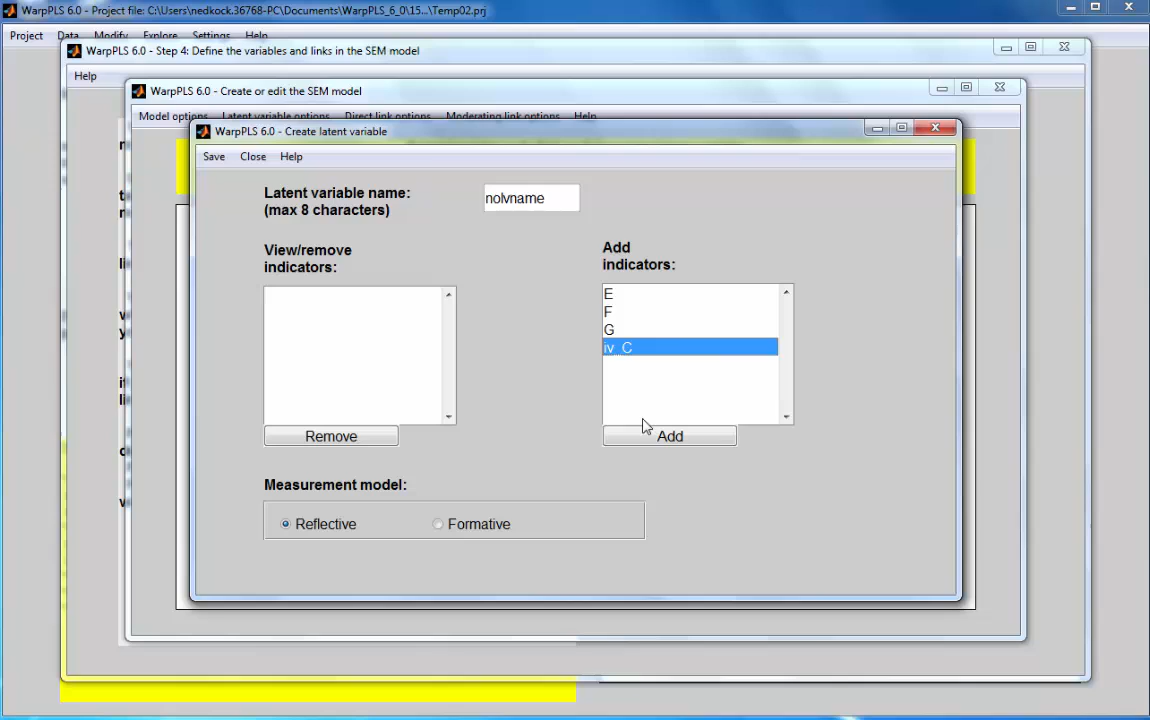 WarpPLS 6.0 - Project file: C:\Users\nedkock.36768-PC\Documents\WarpPLS_6_0\15...\Temp02.prj
Project Data Modify Explore Settings Help
WarpPLS 6.0 - Step 4: Define the variables and links in the SEM model
Help
WarpPLS 6.0 - Create or edit the SEM model
Model options Latent variable options Direct link options Moderating link options Help
WarpPLS 6.0 - Create latent variable
Save Close Help
Latent variable name:
(max 8 characters)
nolvname
View/remove
indicators:
Add
indicators:
E
F
G
iv_C
Remove
Add
Measurement model:
Reflective Formative